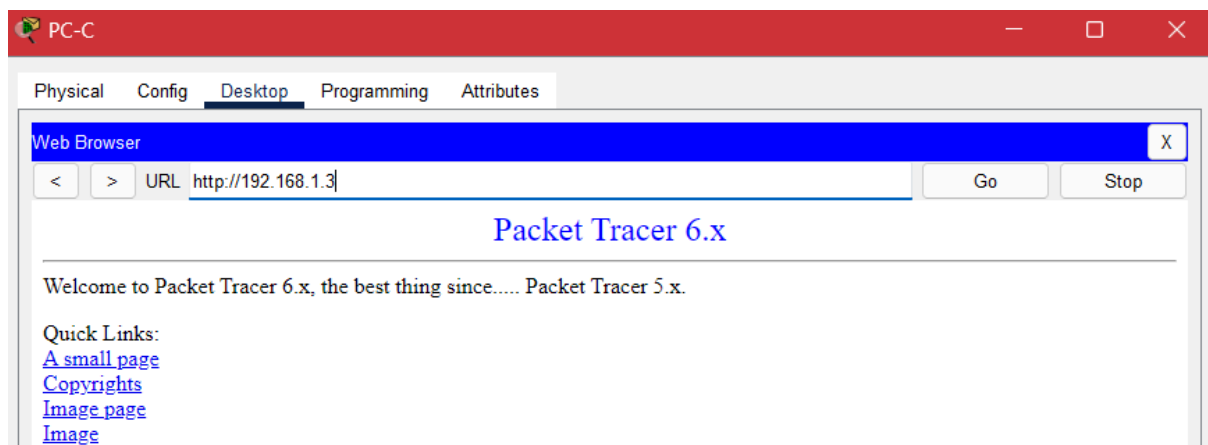 PC-C
Physical Config Desktop Programming Attributes
Web Browser X
< > URL http://192.168.1.3 Go Stop
Packet Tracer 6.x
Welcome to Packet Tracer 6.x, the best thing since..... Packet Tracer 5.x.
Quick Links:
A small page
Copyrights
Image page
Image